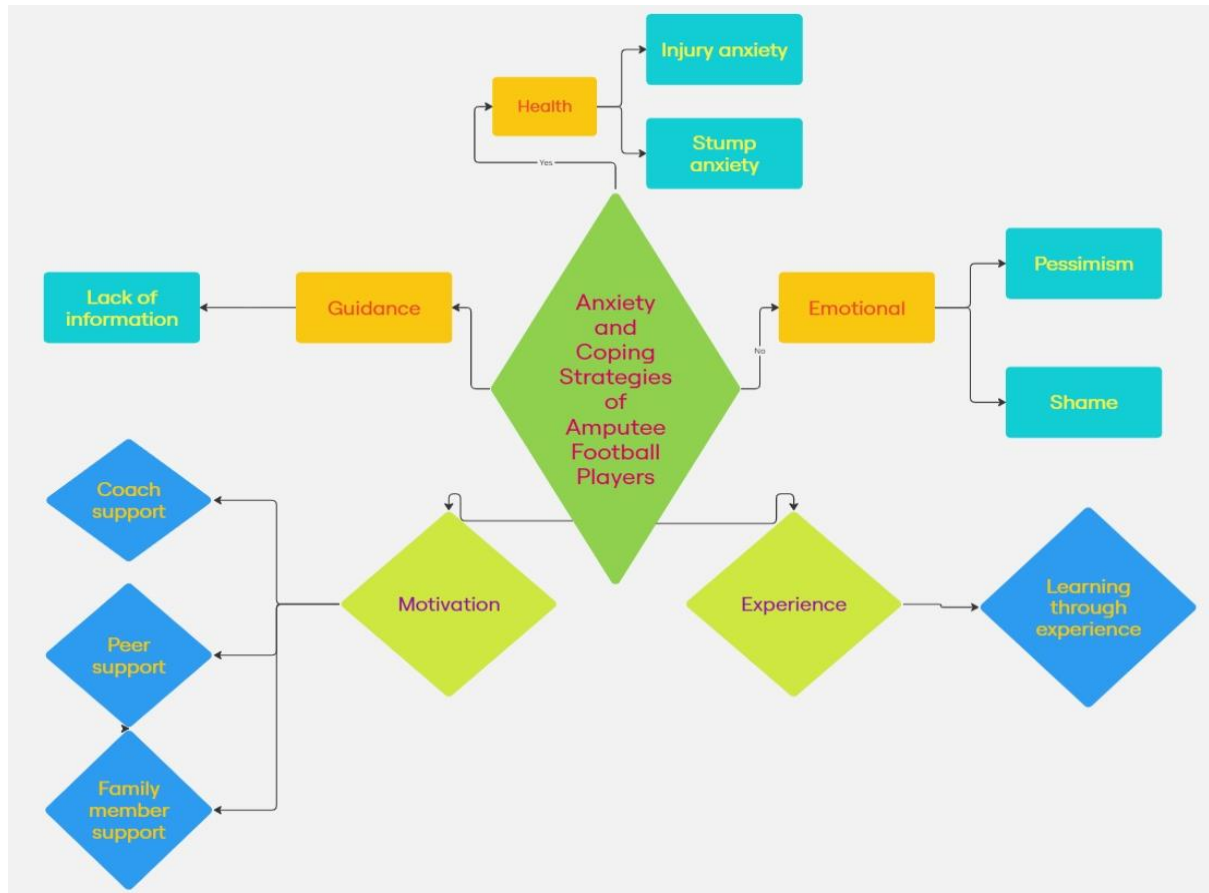 Injury anxiety
Health
Stump
anxiety
Yes
Pessimism
Lack of
information
Guidance
Anxiety
and
Coping
Strategies
of
Amputee
Football
Players
Emotional
No
Shame
Coach
support
Motivation
Experience
Learning
through
experience
Peer
support
Family
member
support